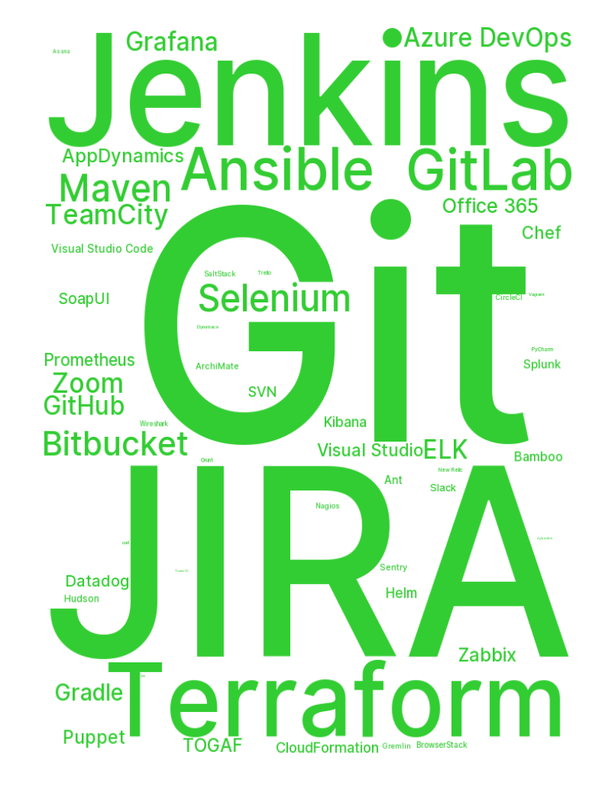 Asana
Grafana
Azure DevOps
Jenkins
AppDynamics
Ansible
GitLab
Maven
TeamCity
Office 365
Chef
Visual Studio Code
Git
SaltStack
Trello
Selenium
SoapUI
CircleCI
Vagrant
Dynatrace
PyCharm
Prometheus
ArchiMate
Splunk
Zoom
SVN
GitHub
Wireshark
Kibana
Bitbucket
Visual Studio
ELK
Bamboo
Grunt
New Relic
JIRA
Ant
Slack
Nagios
Sentry
Datadog
Helm
Hudson
Zabbix
Terraform
Gradle
Puppet
TOGAF
CloudFormation
Gremlin
BrowserStack